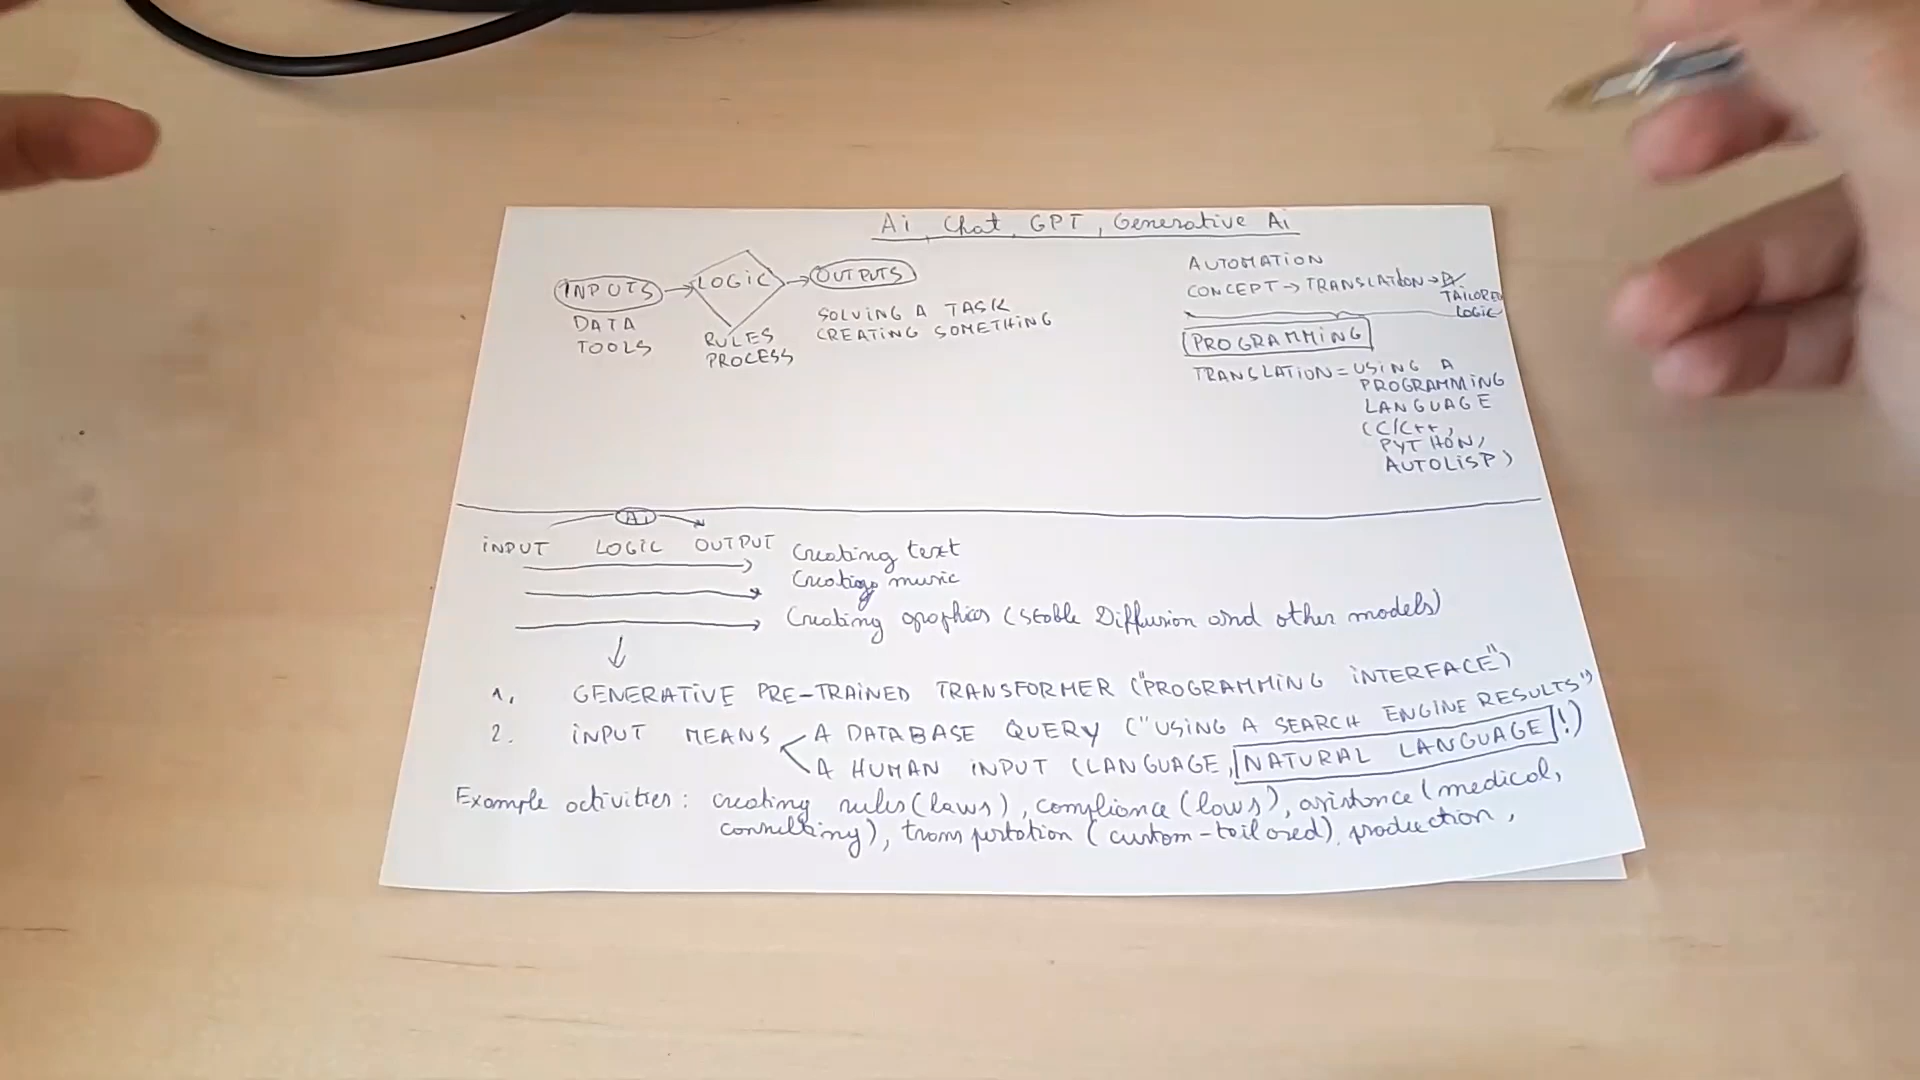 Ai, Chat, GPT, Generative Ai
INPUTS → LOGIC → OUTPUTS
DATA
TOOLS
RULES
PROCESS
SOLVING A TASK
CREATING SOMETHING
AUTOMATION
CONCEPT → TRANSLATION →
TAILORED
LOGIC
PROGRAMMING
TRANSLATION = USING A
PROGRAMMING
LANGUAGE
(C/C++,
PYTHON,
AUTOLISP)
Ai
INPUT LOGIC OUTPUT
Creating text
Creating music
Creating graphics (Stable Diffusion and other models)
1. GENERATIVE PRE-TRAINED TRANSFORMER ("PROGRAMMING INTERFACE")
2. INPUT MEANS A DATABASE QUERY ("USING A SEARCH ENGINE RESULTS")
A HUMAN INPUT (LANGUAGE, NATURAL LANGUAGE!)
Example activities: creating rules (laws), compliance (laws), asistence (medical,
consulting), transportation (custom-tailored), production,